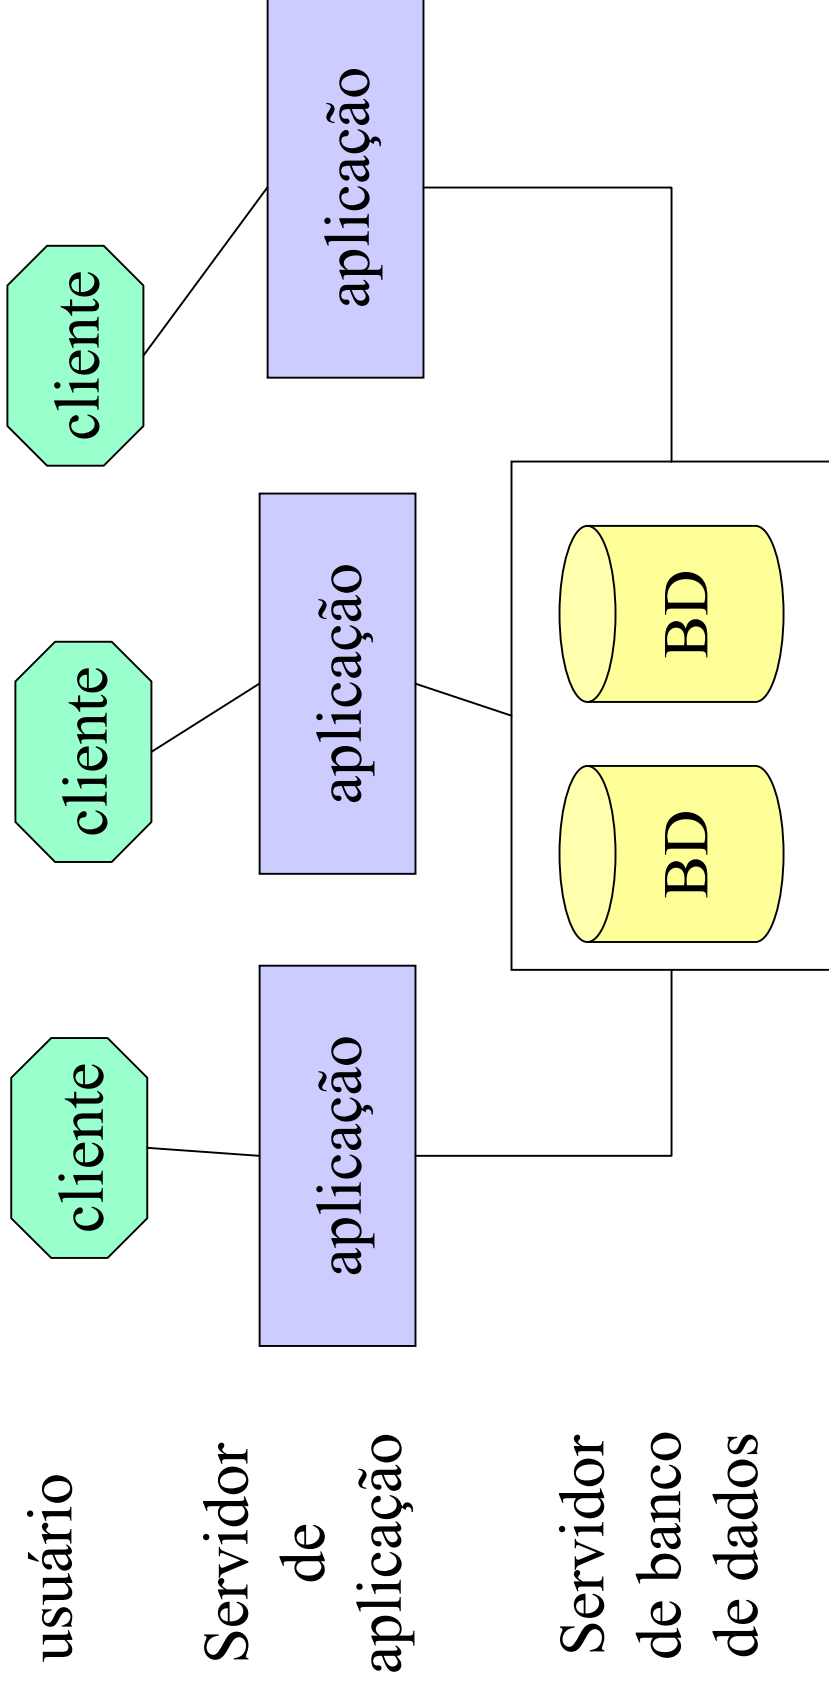 usuário
cliente
cliente
cliente
Servidor
de
aplicação
aplicação
aplicação
aplicação
Servidor
de banco
de dados
BD
BD